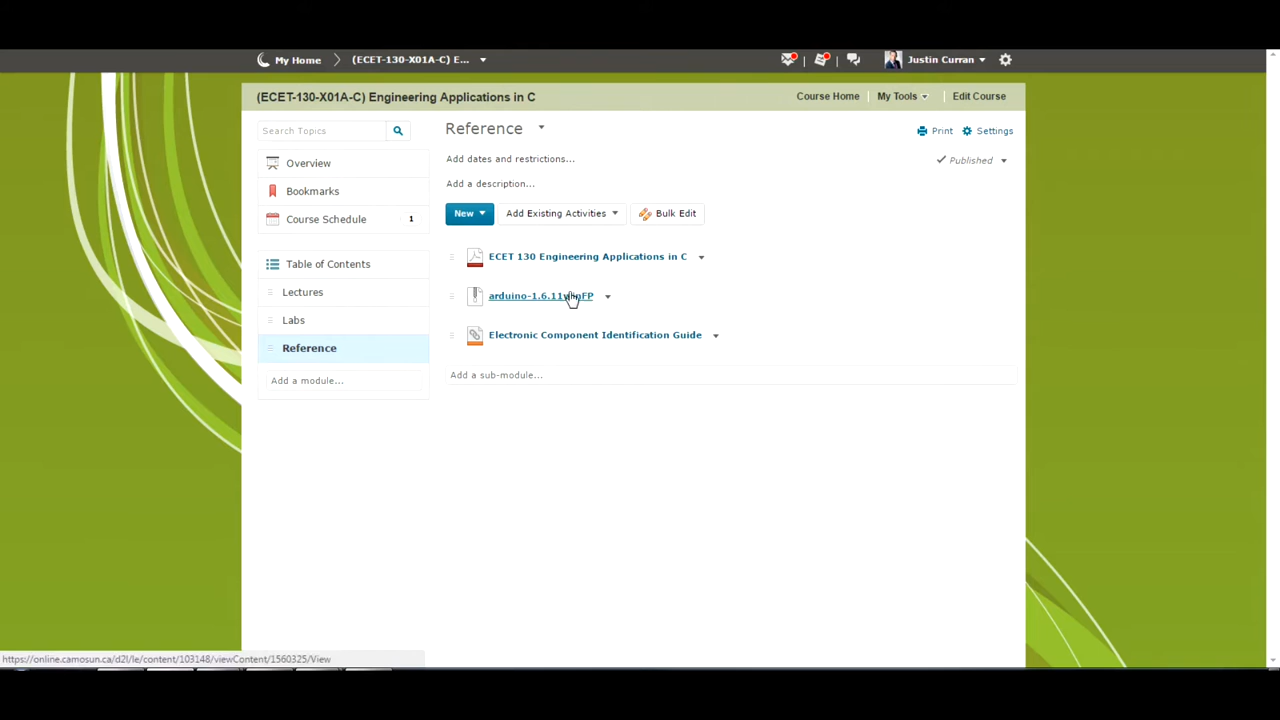 My Home (ECET-130-X01A-C) E... Justin Curran
(ECET-130-X01A-C) Engineering Applications in C Course Home My Tools Edit Course
Search Topics
Reference
Print Settings
Add dates and restrictions...
Published
Overview
Add a description...
Bookmarks
New Add Existing Activities Bulk Edit
Course Schedule 1
ECET 130 Engineering Applications in C
Table of Contents
Lectures
Labs
Reference
Add a module...
Electronic Component Identification Guide
Add a sub-module...
https://online.camosun.ca/d2l/le/content/103148/viewContent/1560325/View